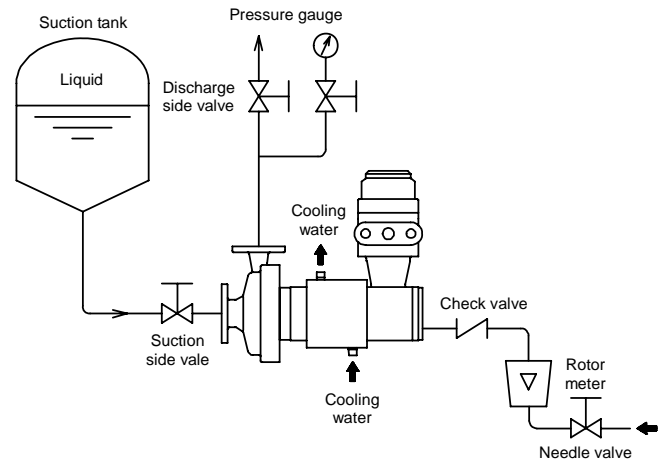 Pressure gauge
Suction tank
Liquid
Discharge
side valve
Cooling
water
Check valve
Suction
side vale
Rotor
meter
Cooling
water
Needle valve